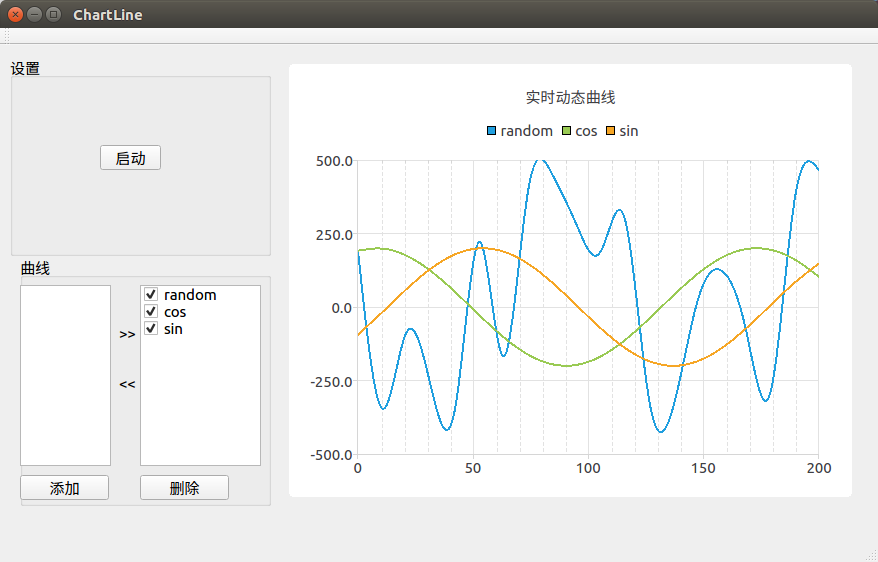 ChartLine
设置
启动
曲线
>>
<<
random
cos
sin
添加
删除
实时动态曲线
random cos sin
500.0
250.0
0.0
-250.0
-500.0
0 50 100 150 200